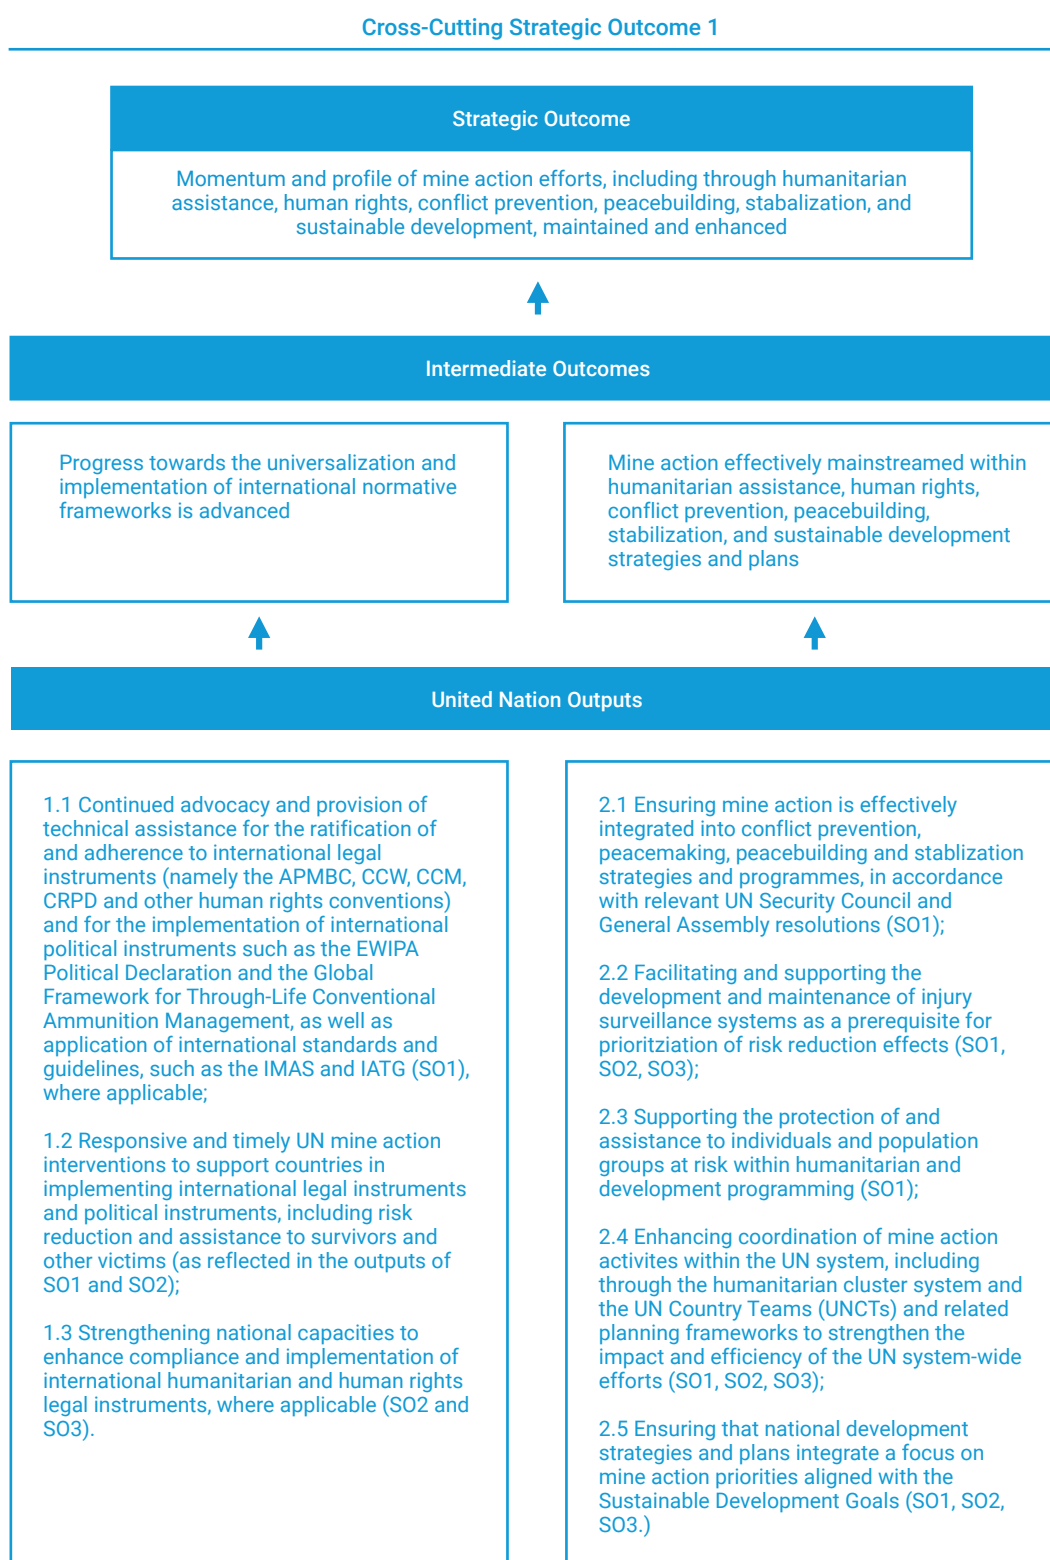 Cross-Cutting Strategic Outcome 1
Strategic Outcome
Momentum and profile of mine action efforts, including through humanitarian
assistance, human rights, conflict prevention, peacebuilding, stabalization, and
sustainable development, maintained and enhanced
Intermediate Outcomes
Progress towards the universalization and
implementation of international normative
frameworks is advanced
Mine action effectively mainstreamed within
humanitarian assistance, human rights,
conflict prevention, peacebuilding,
stabilization, and sustainable development
strategies and plans
United Nation Outputs
1.1 Continued advocacy and provision of
technical assistance for the ratification of
and adherence to international legal
instruments (namely the APMBC, CCW, CCM,
CRPD and other human rights conventions)
and for the implementation of international
political instruments such as the EWIPA
Political Declaration and the Global
Framework for Through-Life Conventional
Ammunition Management, as well as
application of international standards and
guidelines, such as the IMAS and IATG (SO1),
where applicable;
1.2 Responsive and timely UN mine action
interventions to support countries in
implementing international legal instruments
and political instruments, including risk
reduction and assistance to survivors and
other victims (as reflected in the outputs of
SO1 and SO2);
1.3 Strengthening national capacities to
enhance compliance and implementation of
international humanitarian and human rights
legal instruments, where applicable (SO2 and
SO3).
2.1 Ensuring mine action is effectively
integrated into conflict prevention,
peacemaking, peacebuilding and stablization
strategies and programmes, in accordance
with relevant UN Security Council and
General Assembly resolutions (SO1);
2.2 Facilitating and supporting the
development and maintenance of injury
surveillance systems as a prerequisite for
prioritziation of risk reduction effects (SO1,
SO2, SO3);
2.3 Supporting the protection of and
assistance to individuals and population
groups at risk within humanitarian and
development programming (SO1);
2.4 Enhancing coordination of mine action
activites within the UN system, including
through the humanitarian cluster system and
the UN Country Teams (UNCTs) and related
planning frameworks to strengthen the
impact and efficiency of the UN system-wide
efforts (SO1, SO2, SO3);
2.5 Ensuring that national development
strategies and plans integrate a focus on
mine action priorities aligned with the
Sustainable Development Goals (SO1, SO2,
SO3.)